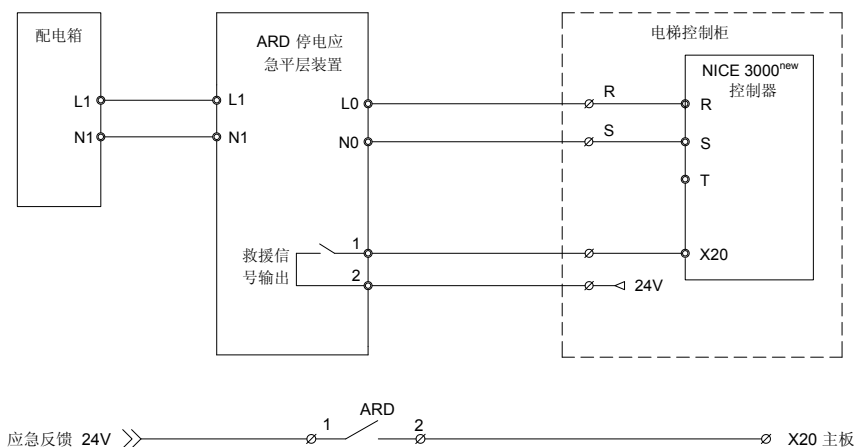 配电箱
L1
N1
ARD 停电应
急平层装置
L1
N1
L0
N0
救援信
号输出
1
2
电梯控制柜
R
S
24V
NICE 3000new
控制器
R
S
T
X20
应急反馈 24V
1
ARD
2
X20 主板